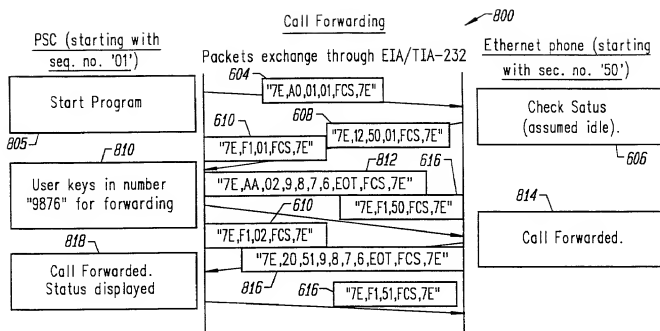 Call Forwarding
800
PSC (starting with
seq. no. '01')
Packets exchange through EIA/TIA-232
Ethernet phone (starting
with sec. no. '50')
604
"7E,A0,01,01,FCS,7E"
Start Program
805
Check Satus
(assumed idle).
606
610
608
"7E,12,50,01,FCS,7E"
"7E,F1,01,FCS,7E"
810
812
616
User keys in number
"9876" for forwarding
"7E,AA,02,9,8,7,6,EOT,FCS,7E"
"7E,F1,50,FCS,7E"
814
Call Forwarded.
610
"7E,F1,02,FCS,7E"
818
Call Forwarded.
Status displayed
"7E,20,51,9,8,7,6,EOT,FCS,7E"
816
616
"7E,F1,51,FCS,7E"